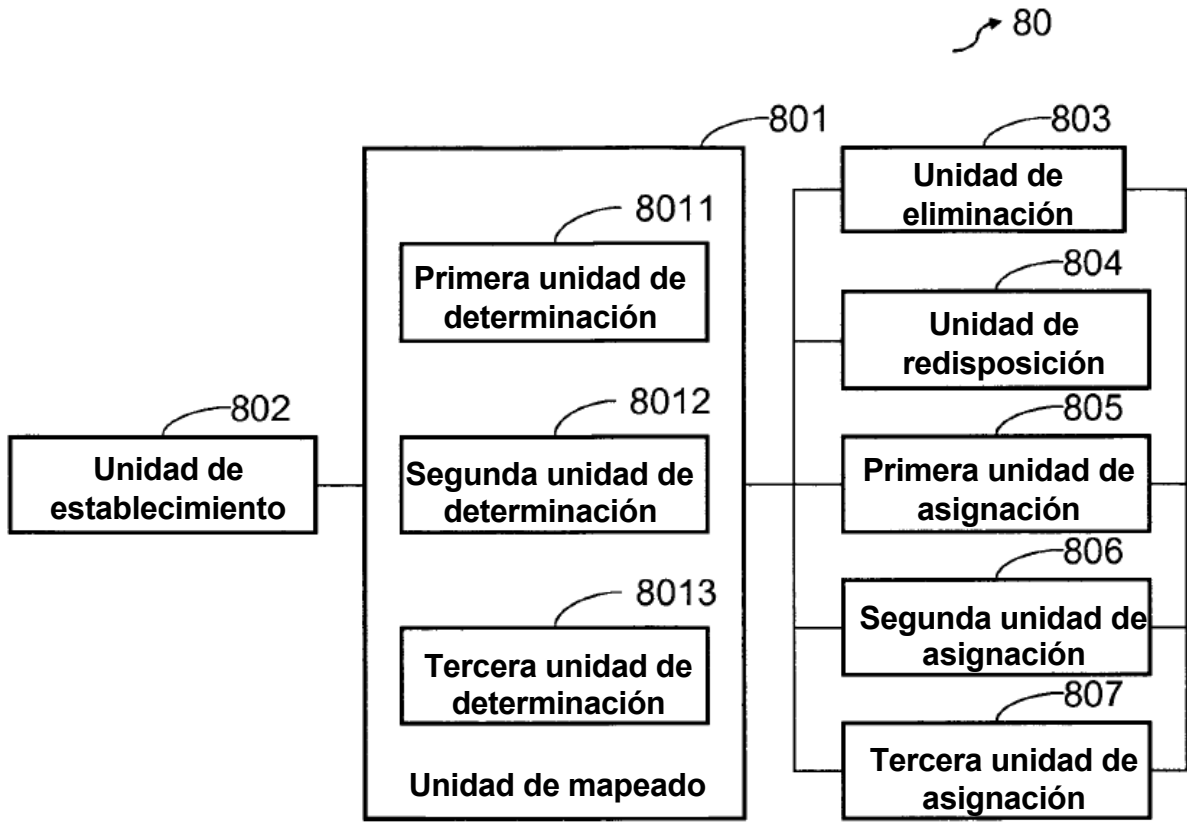 80
801
803
Unidad de
eliminación
8011
Primera unidad de
determinación
804
Unidad de
redisposición
802
Unidad de
establecimiento
8012
Segunda unidad de
determinación
805
Primera unidad de
asignación
806
Segunda unidad de
asignación
8013
Tercera unidad de
determinación
807
Tercera unidad de
asignación
Unidad de mapeado